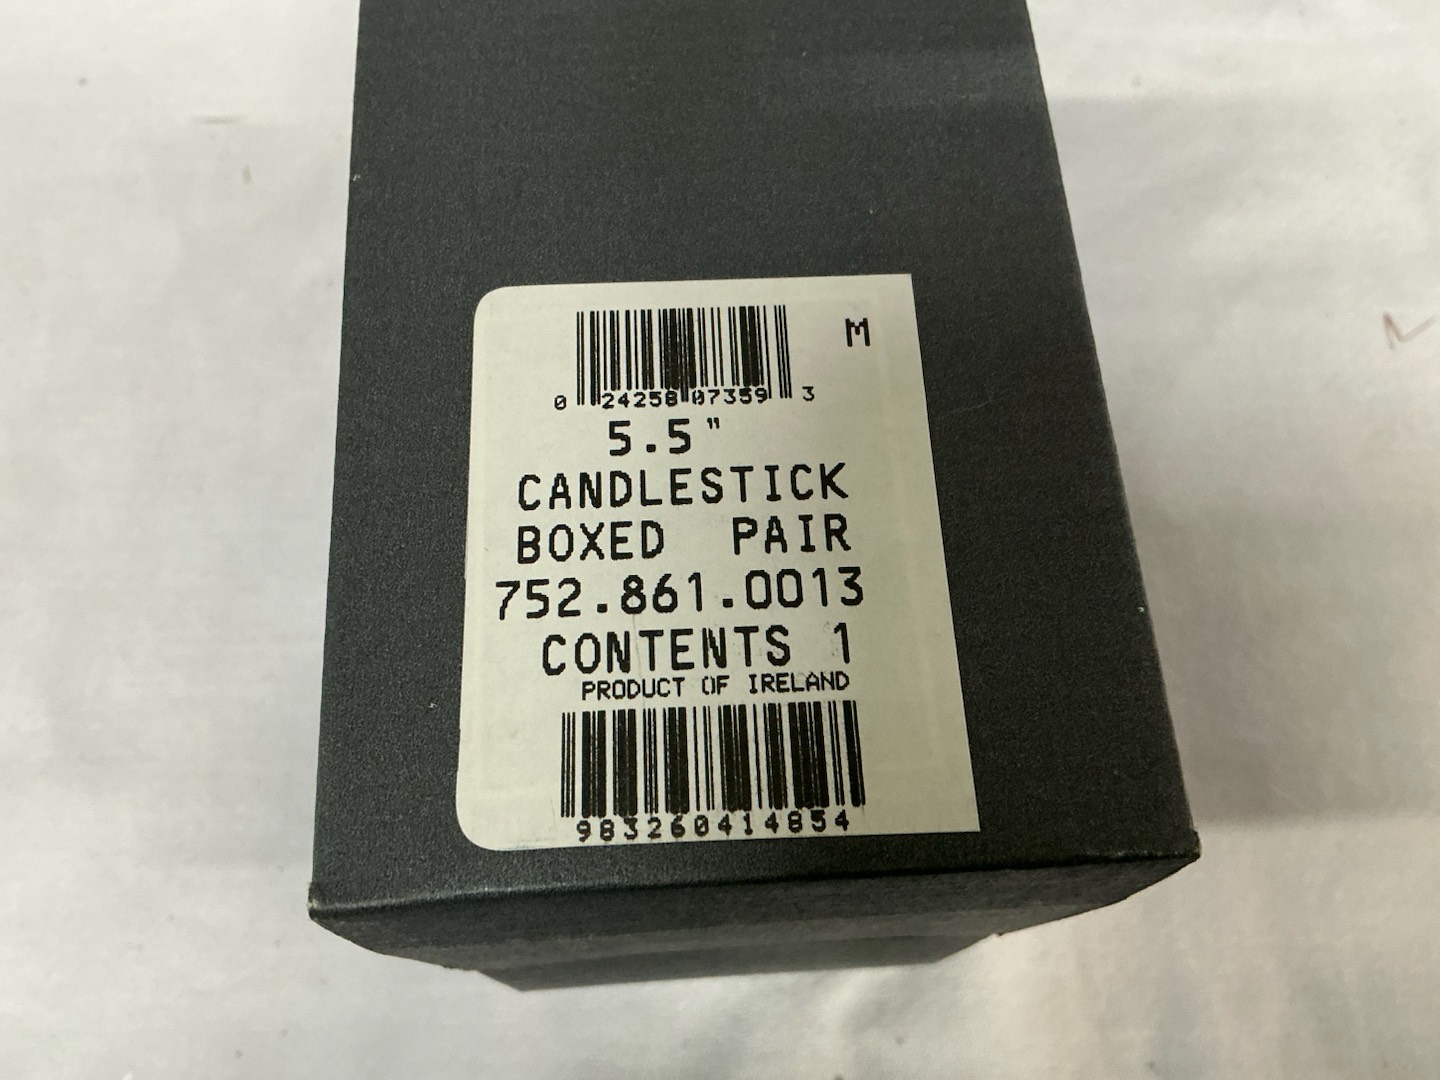 M
0 24258 07359 3
5.5"
CANDLESTICK
BOXED PAIR
752.861.0013
CONTENTS 1
PRODUCT OF IRELAND
983260414854